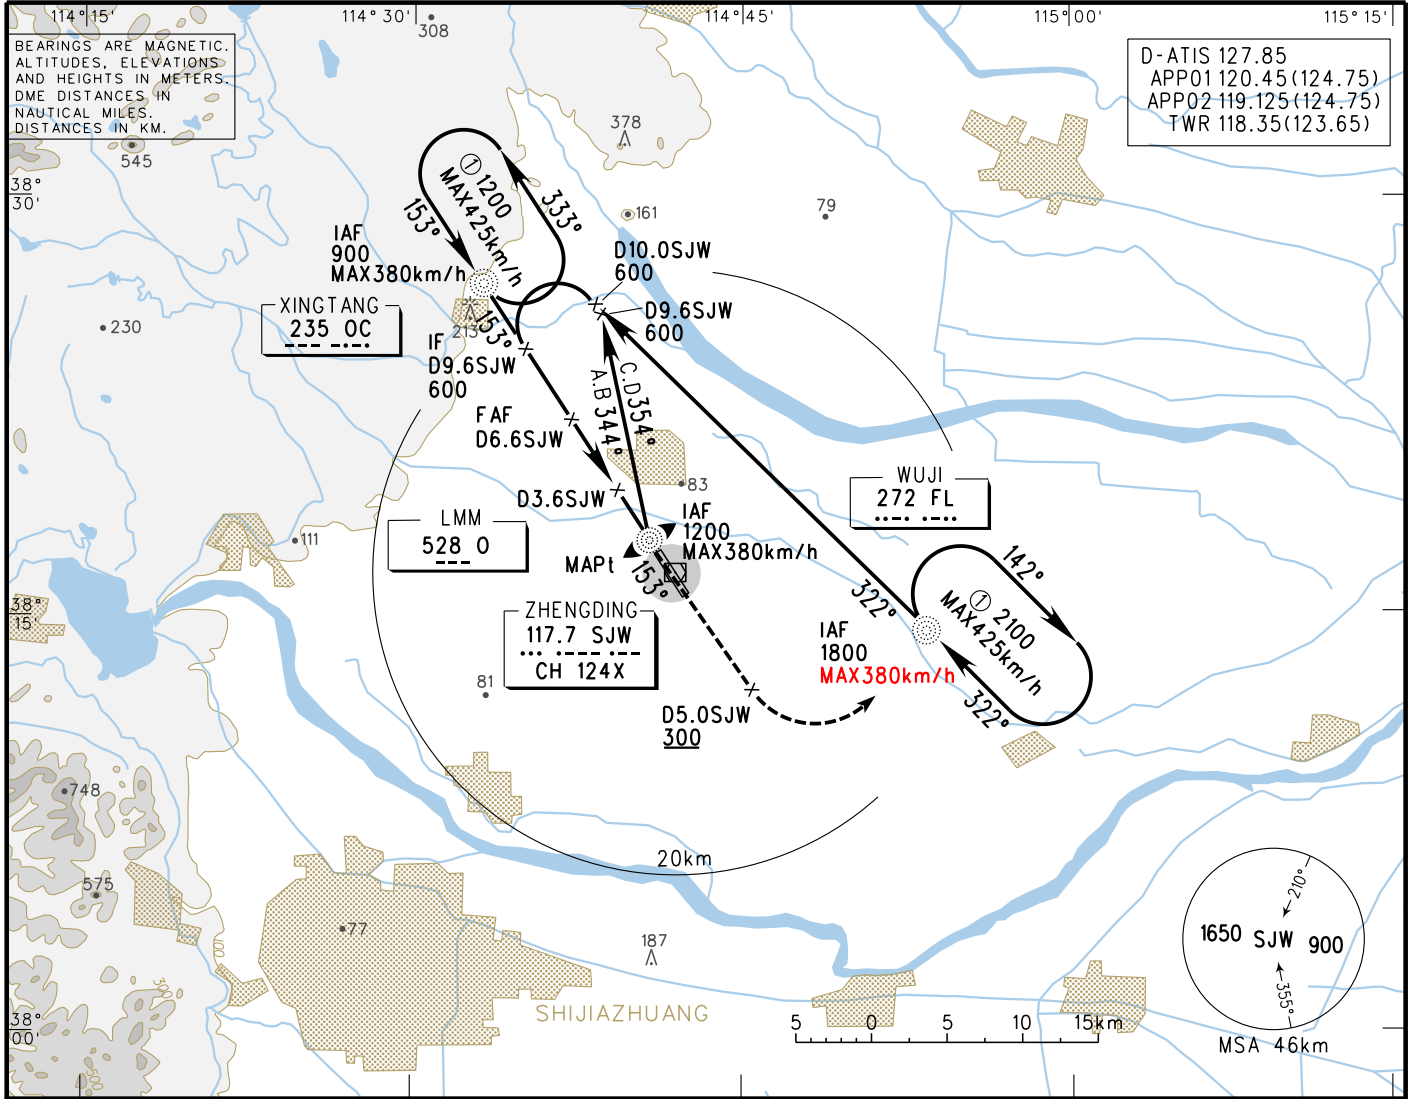 114°15'
114°30'
114°45'
115°00'
115°15'
BEARINGS ARE MAGNETIC.
ALTITUDES, ELEVATIONS
AND HEIGHTS IN METERS.
DME DISTANCES IN
NAUTICAL MILES.
DISTANCES IN KM.
D-ATIS 127.85
APP01 120.45(124.75)
APP02 119.125(124.75)
TWR 118.35(123.65)
308
545
378
38°
30'
161
79
① 1200
MAX425km/h
153°
333°
IAF
900
MAX380km/h
D10.0SJW
600
D9.6SJW
600
XINGTANG
235 OC
--- -·-·
230
213
153°
IF
D9.6SJW
600
C.D354°
A.B344°
FAF
D6.6SJW
83
D3.6SJW
WUJI
272 FL
··-· ·-··
LMM
528 O
---
IAF
1200
MAX380km/h
111
MAPt
153°
38°
15'
ZHENGDING
117.7 SJW
··· ·--- ·--
CH 124X
322°
142°
① 2100
MAX425km/h
IAF
1800
MAX380km/h
322°
81
D5.0SJW
300
748
20km
575
77
187
SHIJIAZHUANG
210°
1650 SJW 900
355°
MSA 46km
300
500
38°
00'
5 0 5 10 15km